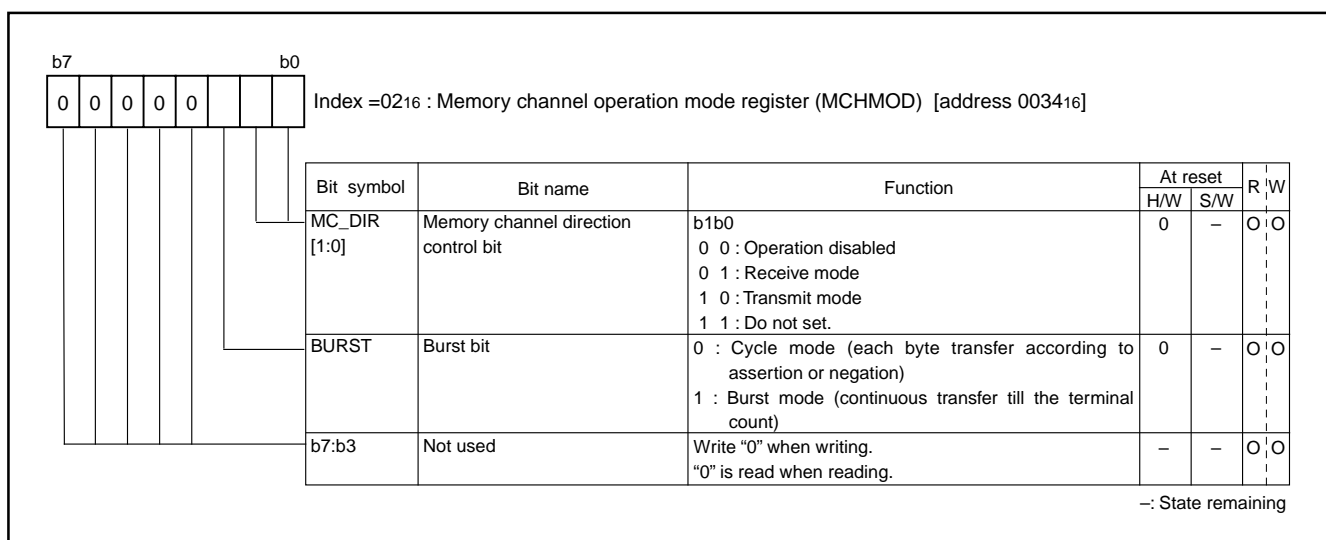 b7 b0
0 0 0 0 0
Index =0216 : Memory channel operation mode register (MCHMOD) [address 003416]
Bit symbol Bit name Function At reset R W
H/W S/W
MC_DIR Memory channel direction b1b0 0 – O O
[1:0] control bit 0 0 : Operation disabled
0 1 : Receive mode
1 0 : Transmit mode
1 1 : Do not set.
BURST Burst bit 0 : Cycle mode (each byte transfer according to 0 – O O
assertion or negation)
1 : Burst mode (continuous transfer till the terminal
count)
b7:b3 Not used Write “0” when writing. – – O O
“0” is read when reading.
–: State remaining